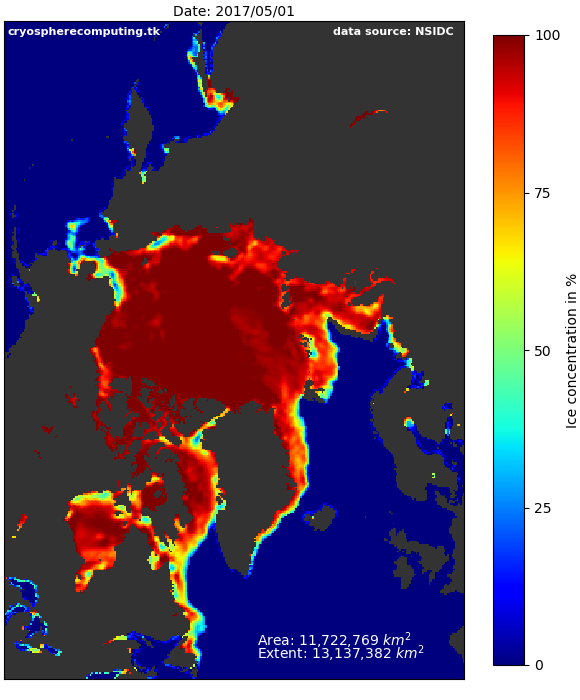 Date: 2017/05/01
cryospherecomputing.tk
data source: NSIDC
100
75
50
25
0
Ice concentration in %
Area: 11,722,769 km²
Extent: 13,137,382 km²